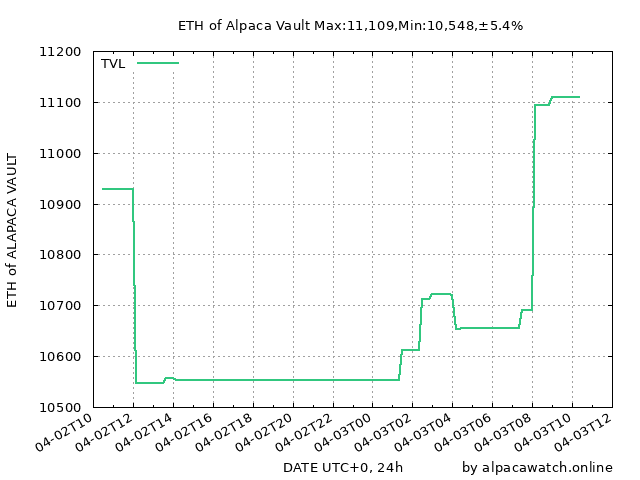 ETH of Alpaca Vault Max:11,109,Min:10,548,±5.4%
TVL
11200
11100
11000
10900
10800
10700
10600
10500
ETH of ALAPACA VAULT
04-02T10
04-02T12
04-02T14
04-02T16
04-02T18
04-02T20
04-02T22
04-03T00
04-03T02
04-03T04
04-03T06
04-03T08
04-03T10
04-03T12
DATE UTC+0, 24h
by alpacawatch.online